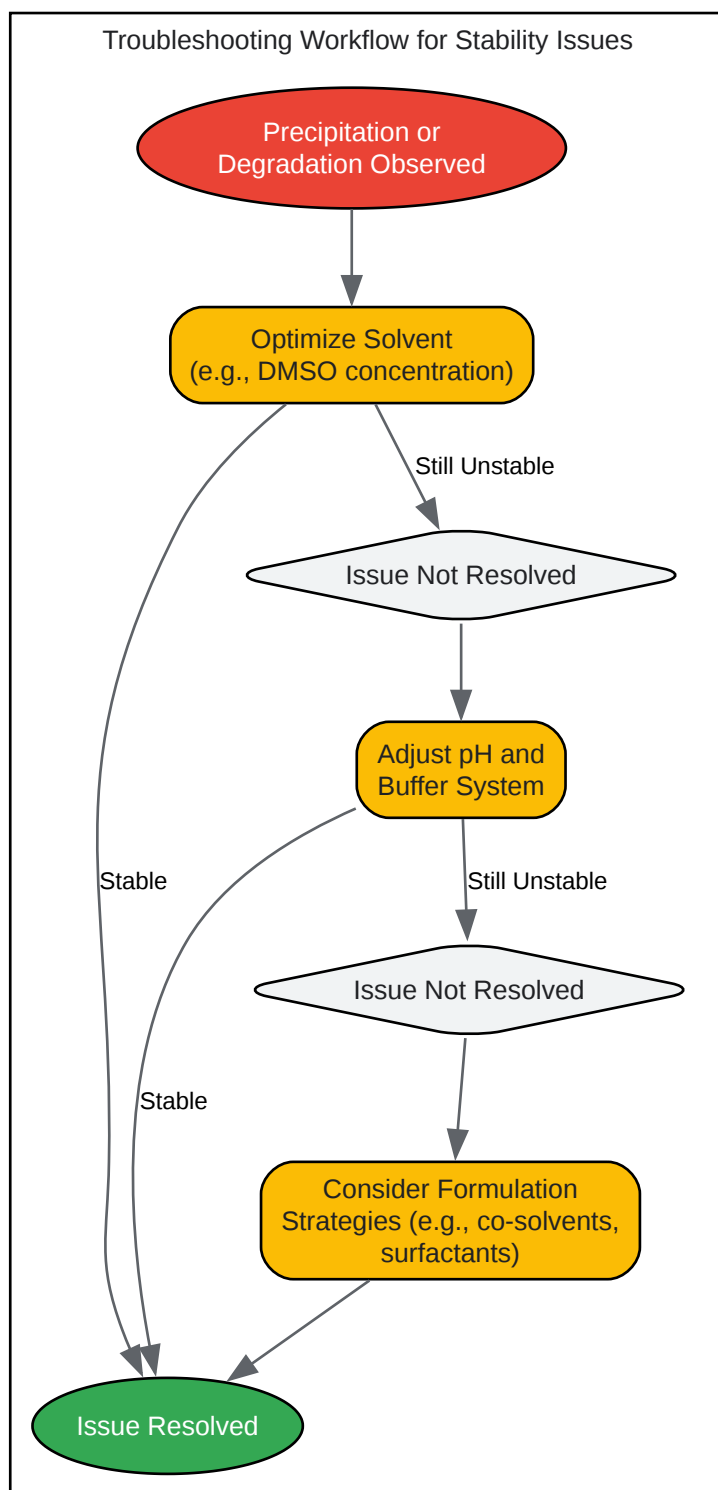 Troubleshooting Workflow for Stability Issues
Precipitation or
Degradation Observed
Optimize Solvent
(e.g., DMSO concentration)
Still Unstable
Issue Not Resolved
Adjust pH and
Buffer System
Stable
Still Unstable
Issue Not Resolved
Stable
Consider Formulation
Strategies (e.g., co-solvents,
surfactants)
Issue Resolved